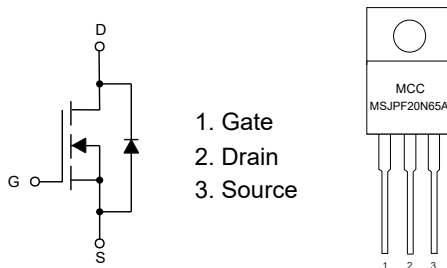 D
G
S
1. Gate
2. Drain
3. Source
MCC
MSJPF20N65A
1 2 3